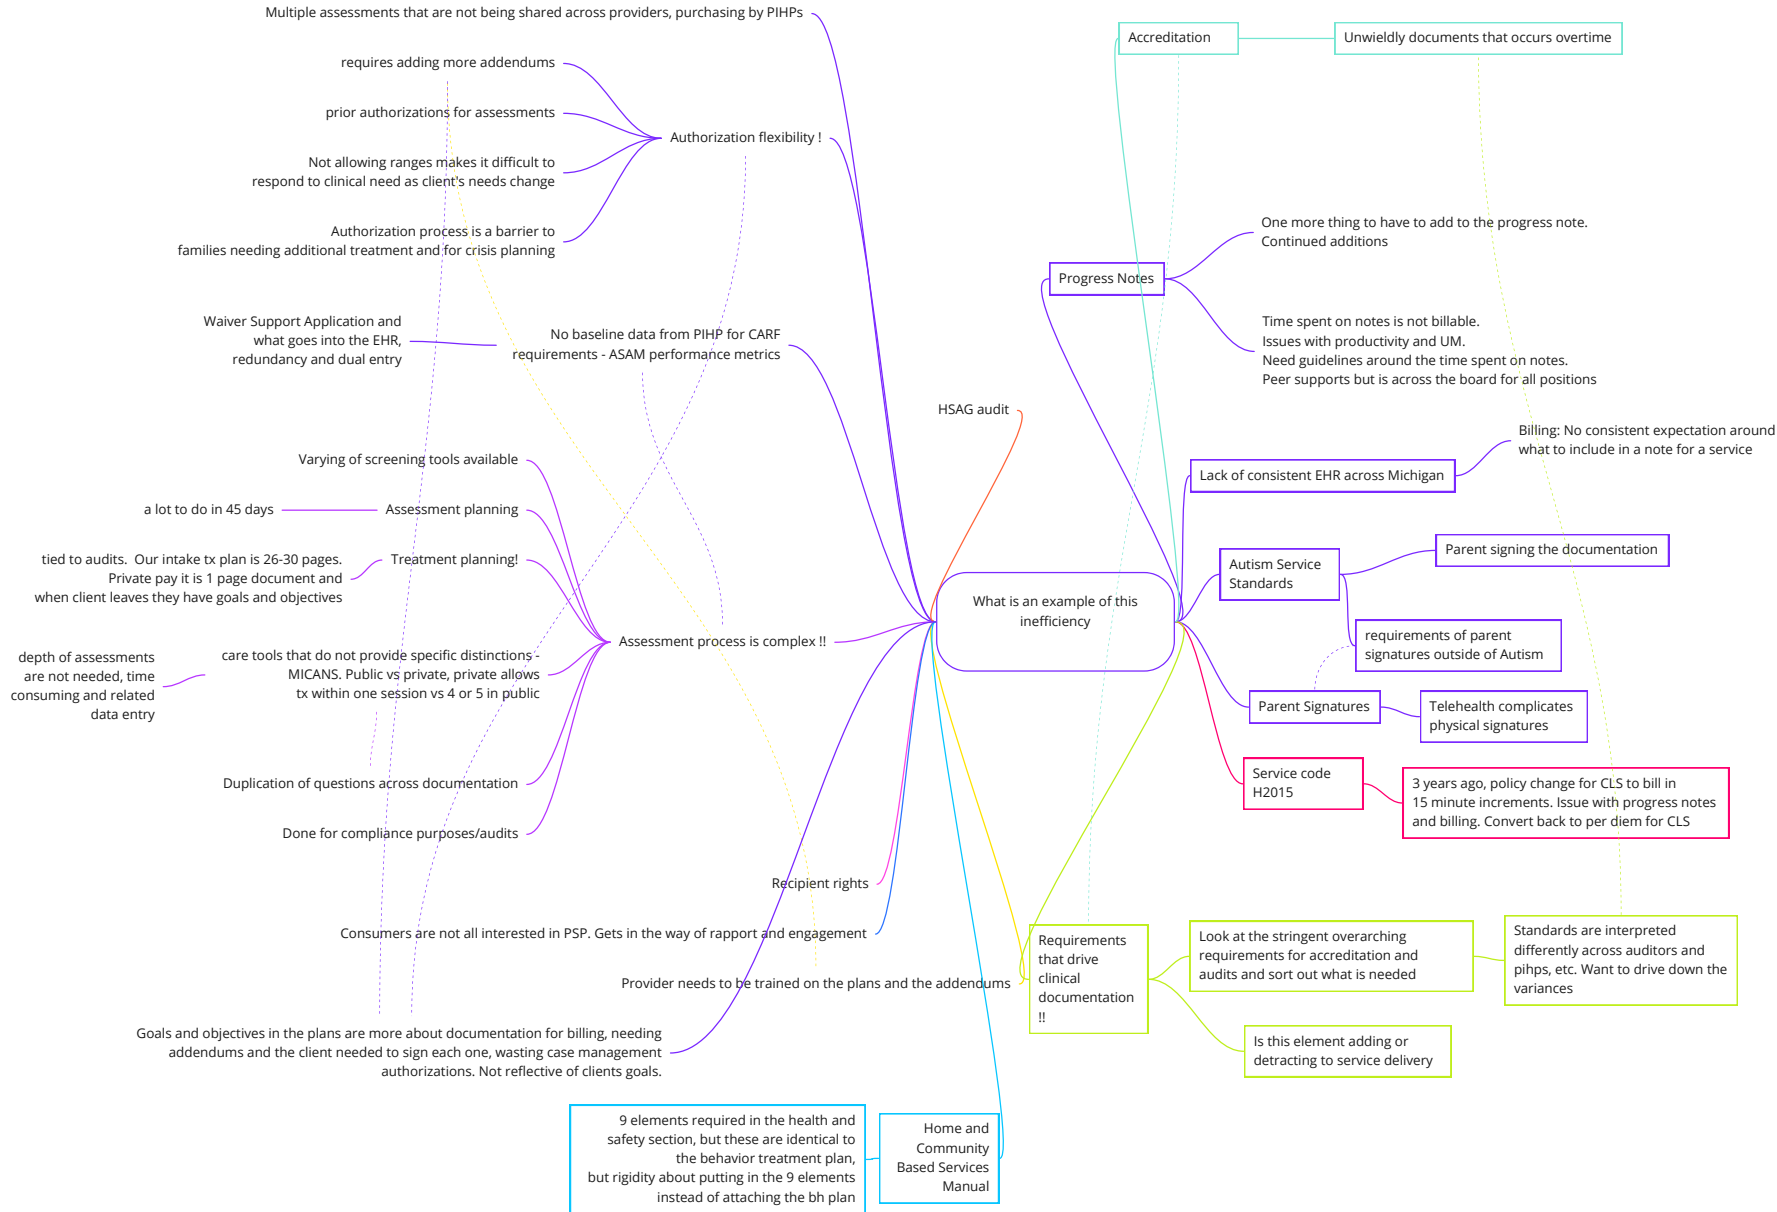 Multiple assessments that are not being shared across providers, purchasing by PIHPs
requires adding more addendums
prior authorizations for assessments
Authorization flexibility !
Not allowing ranges makes it difficult to
respond to clinical need as client's needs change
Authorization process is a barrier to
families needing additional treatment and for crisis planning
Waiver Support Application and
what goes into the EHR,
redundancy and dual entry
No baseline data from PIHP for CARF
requirements - ASAM performance metrics
HSAG audit
Varying of screening tools available
a lot to do in 45 days
Assessment planning
tied to audits.  Our intake tx plan is 26-30 pages.
Private pay it is 1 page document and
when client leaves they have goals and objectives
Treatment planning!
Assessment process is complex !!
depth of assessments
are not needed, time
consuming and related
data entry
care tools that do not provide specific distinctions -
MICANS. Public vs private, private allows
tx within one session vs 4 or 5 in public
Duplication of questions across documentation
Done for compliance purposes/audits
Recipient rights
Consumers are not all interested in PSP. Gets in the way of rapport and engagement
Provider needs to be trained on the plans and the addendums
Goals and objectives in the plans are more about documentation for billing, needing
addendums and the client needed to sign each one, wasting case management
authorizations. Not reflective of clients goals.
9 elements required in the health and
safety section, but these are identical to
the behavior treatment plan,
but rigidity about putting in the 9 elements
instead of attaching the bh plan
Home and
Community
Based Services
Manual
What is an example of this
inefficiency
Accreditation
Unwieldly documents that occurs overtime
Progress Notes
One more thing to have to add to the progress note.
Continued additions
Time spent on notes is not billable.
Issues with productivity and UM.
Need guidelines around the time spent on notes.
Peer supports but is across the board for all positions
Lack of consistent EHR across Michigan
Billing: No consistent expectation around
what to include in a note for a service
Autism Service
Standards
Parent signing the documentation
requirements of parent
signatures outside of Autism
Parent Signatures
Telehealth complicates
physical signatures
Service code
H2015
3 years ago, policy change for CLS to bill in
15 minute increments. Issue with progress notes
and billing. Convert back to per diem for CLS
Requirements
that drive
clinical
documentation
!!
Look at the stringent overarching
requirements for accreditation and
audits and sort out what is needed
Standards are interpreted
differently across auditors and
pihps, etc. Want to drive down the
variances
Is this element adding or
detracting to service delivery